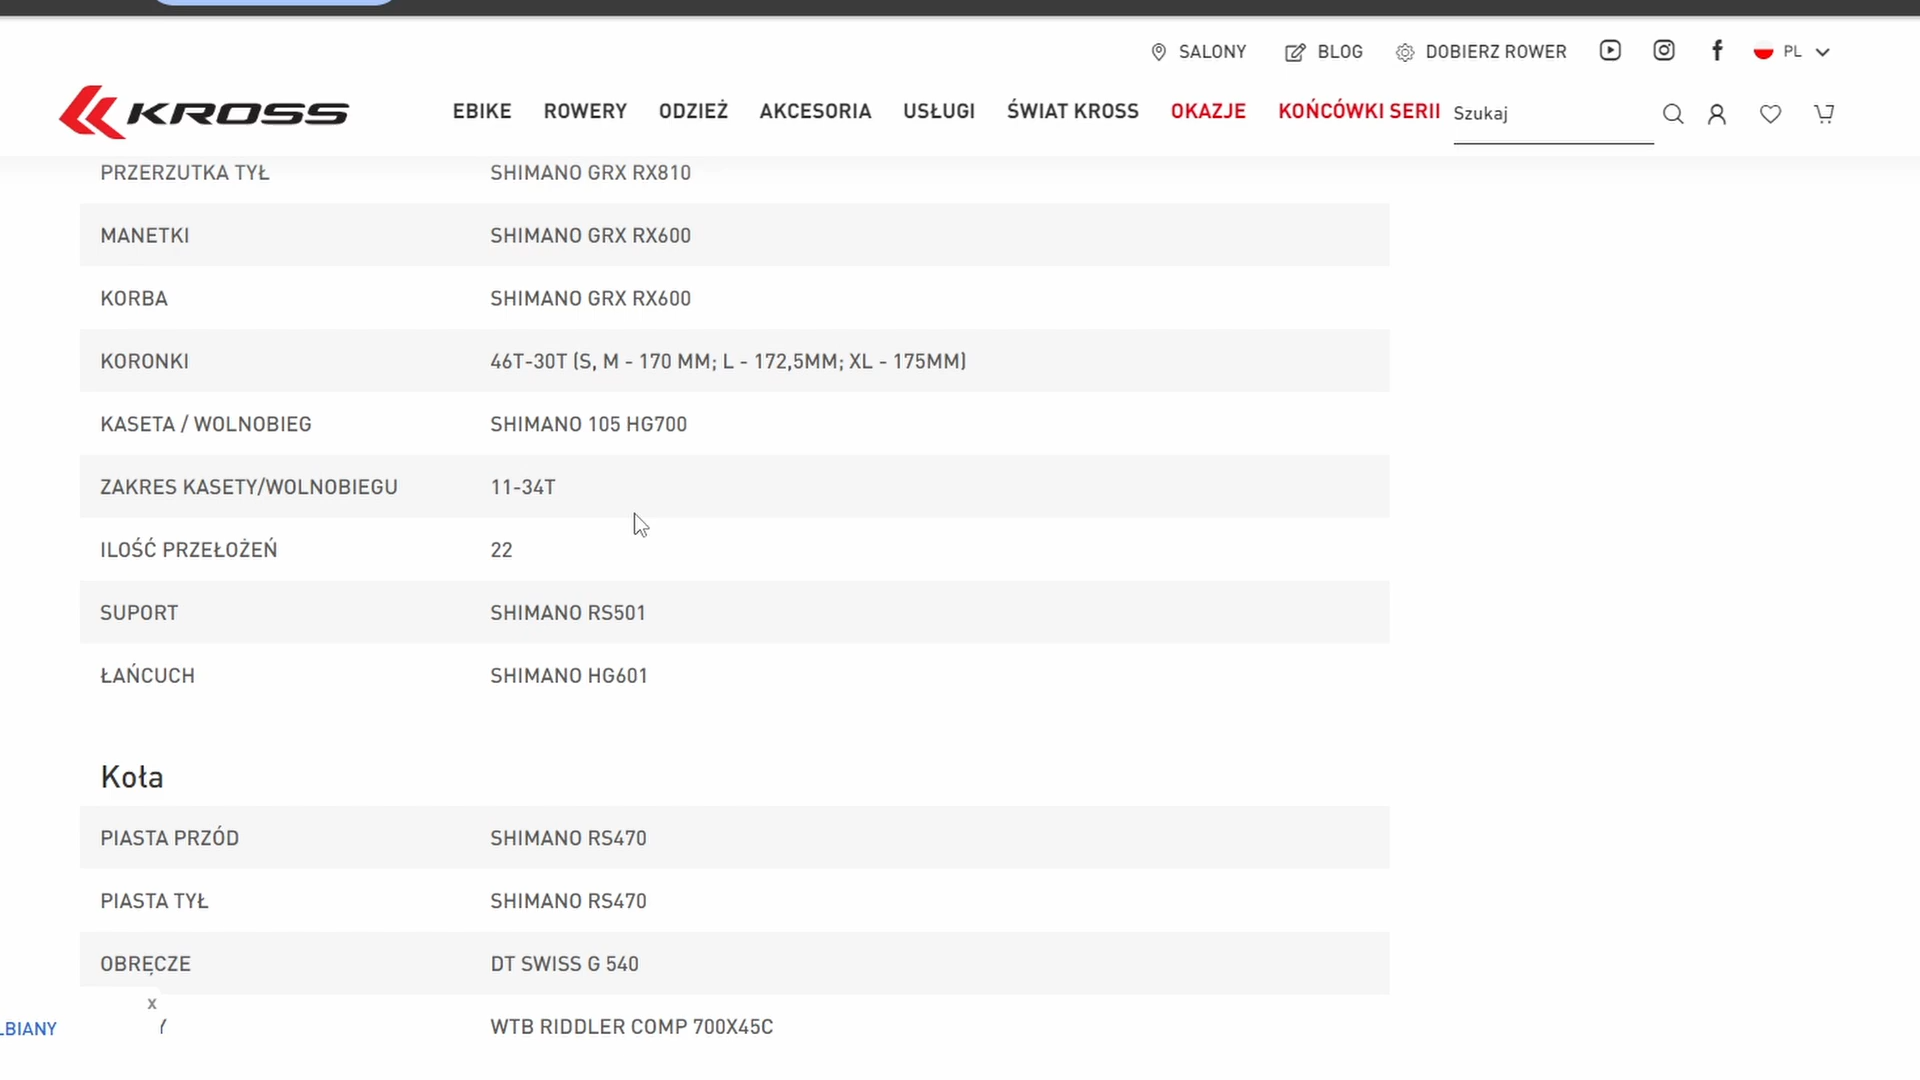 SALONY BLOG DOBIERZ ROWER PL
KROSS EBIKE ROWERY ODZIEŻ AKCESORIA USŁUGI ŚWIAT KROSS OKAZJE KOŃCÓWKI SERII Szukaj
PRZERZUTKA TYŁ SHIMANO GRX RX810
MANETKI SHIMANO GRX RX600
KORBA SHIMANO GRX RX600
KORONKI 46T-30T (S, M - 170 MM; L - 172,5MM; XL - 175MM)
KASETA / WOLNOBIEG SHIMANO 105 HG700
ZAKRES KASETY/WOLNOBIEGU 11-34T
ILOŚĆ PRZEŁOŻEŃ 22
SUPORT SHIMANO RS501
ŁAŃCUCH SHIMANO HG601
Koła
PIASTA PRZÓD SHIMANO RS470
PIASTA TYŁ SHIMANO RS470
OBRĘCZE DT SWISS G 540
x
LBIANY Y WTB RIDDLER COMP 700X45C